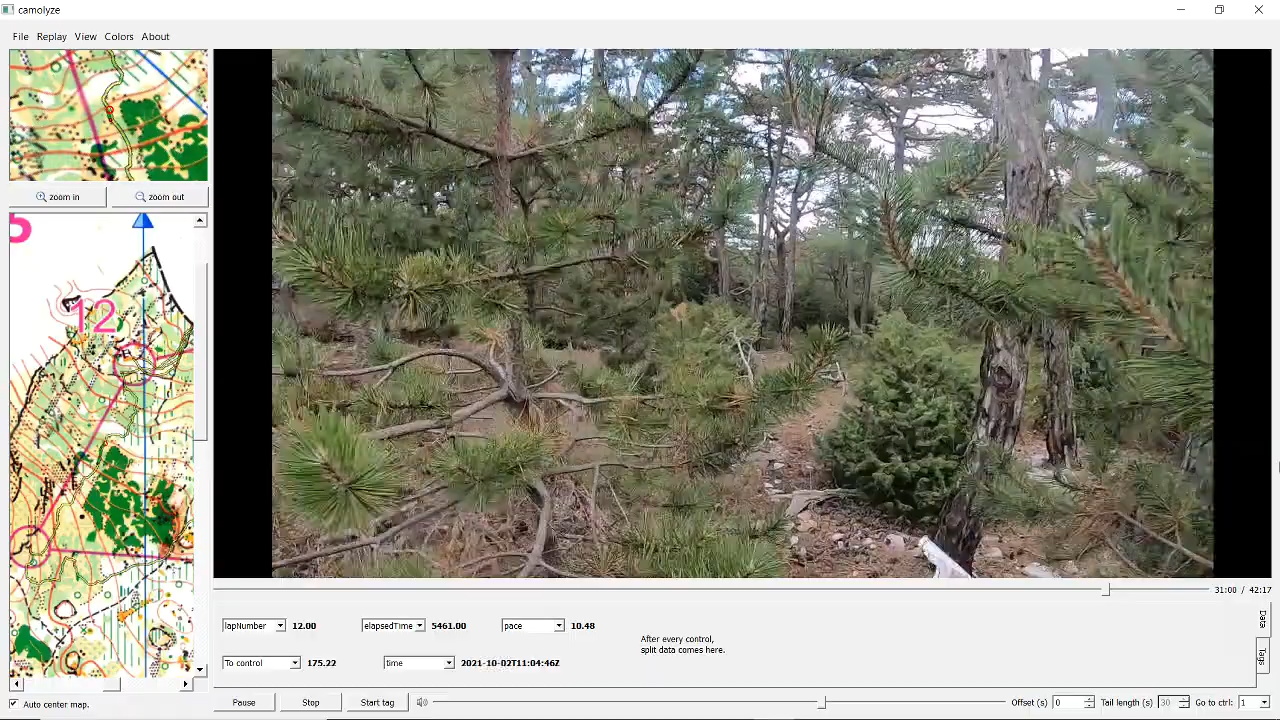 camolyze
File Replay View Colors About
zoom in zoom out
5
12
31:00 / 42:17
lapNumber 12.00 elapsedTime 5461.00 pace 10.48
After every control,
split data comes here.
To control 175.22 time 2021-10-02T11:04:46Z
Data
Tags
Auto center map.
Pause Stop Start tag Offset (s) 0 Tail length (s) 30 Go to ctrl: 1